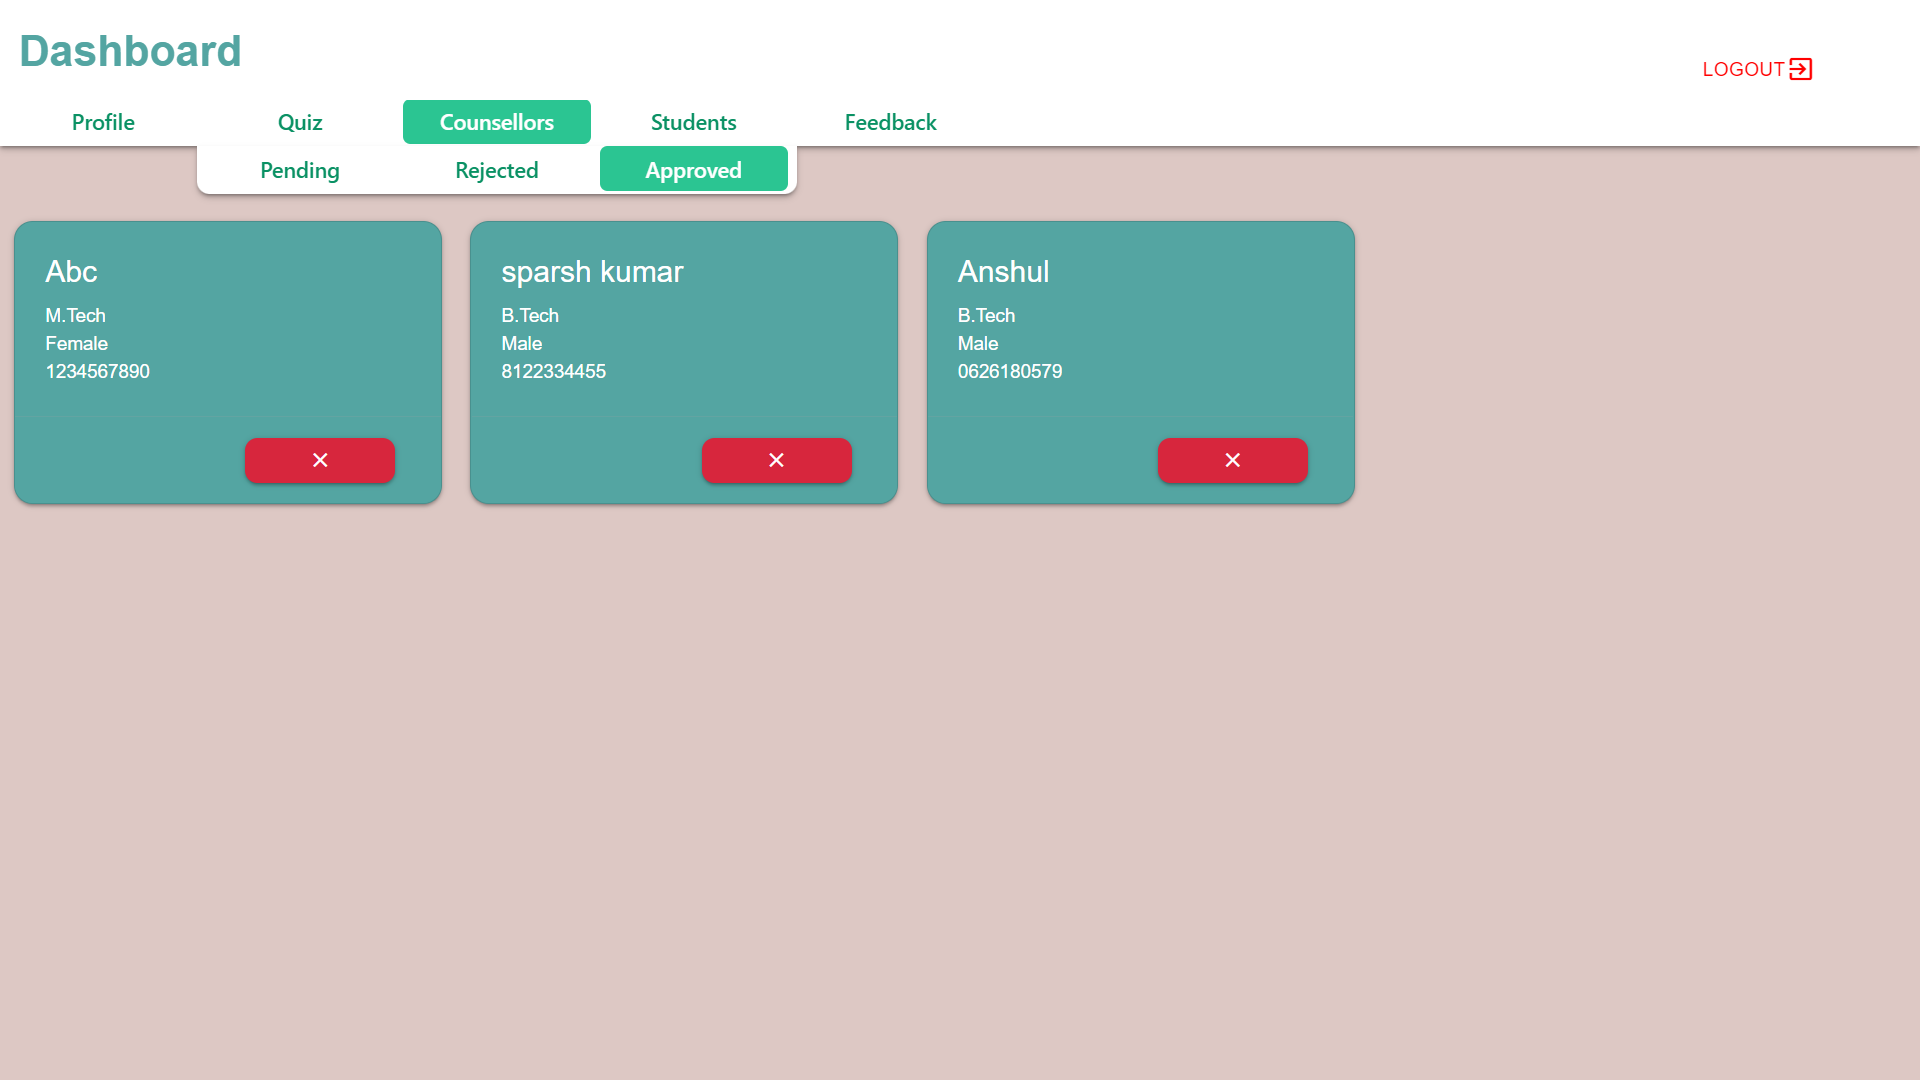 Dashboard
LOGOUT
Profile Quiz Counsellors Students Feedback
Pending Rejected Approved
Abc
M.Tech
Female
1234567890
sparsh kumar
B.Tech
Male
8122334455
Anshul
B.Tech
Male
0626180579